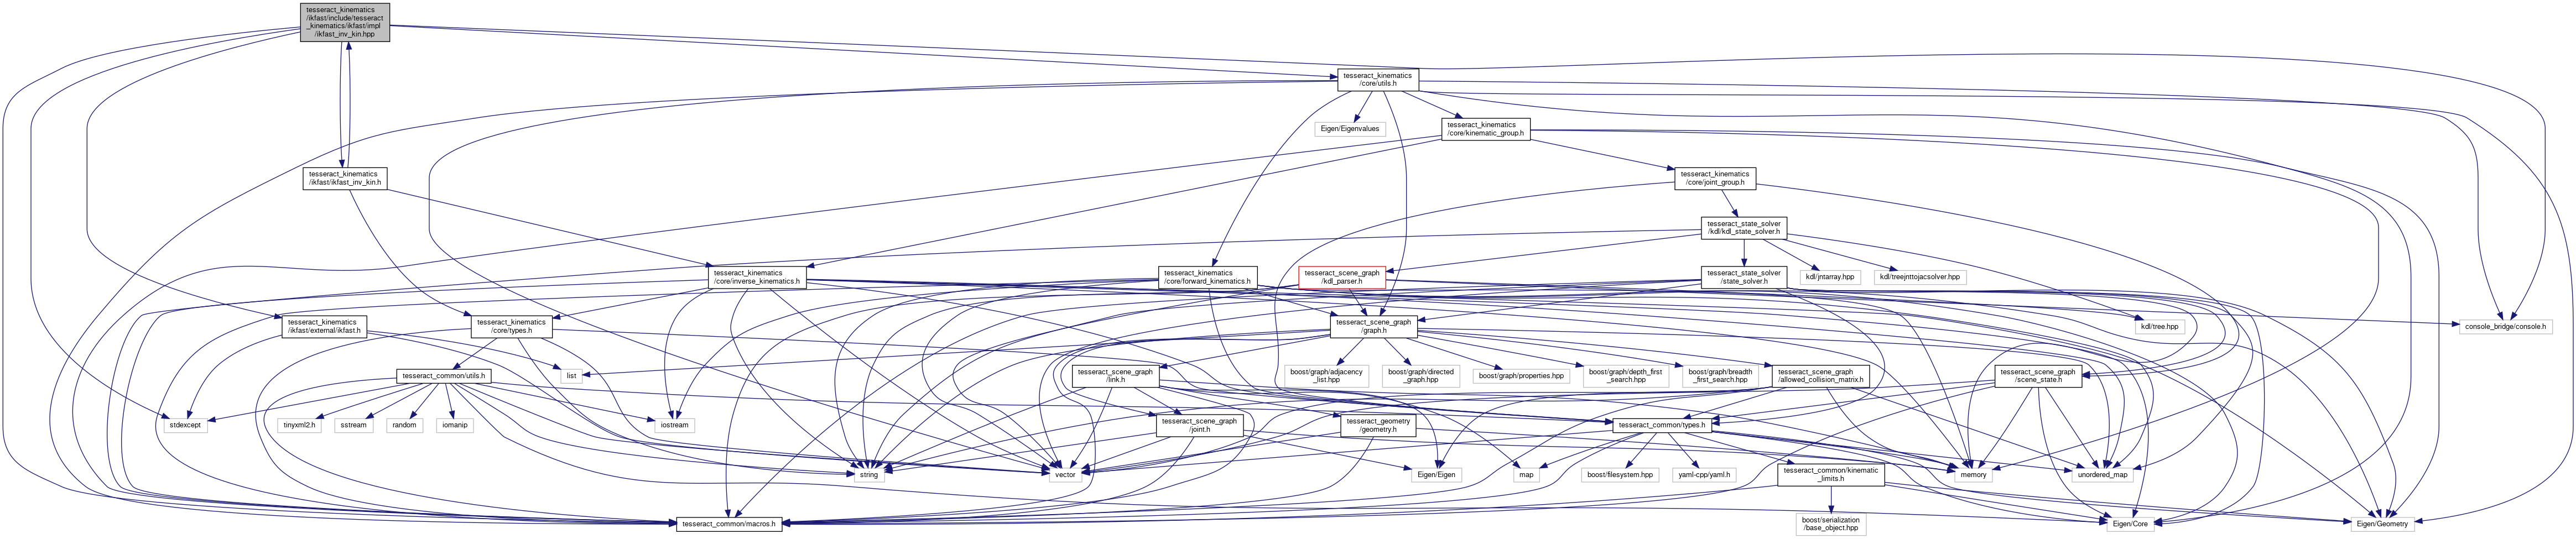 tesseract_kinematics
/ikfast/include/tesseract
_kinematics/ikfast/impl
/ikfast_inv_kin.hpp
tesseract_kinematics
/core/utils.h
Eigen/Eigenvalues
tesseract_kinematics
/core/kinematic_group.h
tesseract_kinematics
/ikfast/ikfast_inv_kin.h
tesseract_kinematics
/core/joint_group.h
tesseract_state_solver
/kdl/kdl_state_solver.h
tesseract_kinematics
/core/inverse_kinematics.h
tesseract_kinematics
/core/forward_kinematics.h
tesseract_scene_graph
/kdl_parser.h
tesseract_state_solver
/state_solver.h
kdl/jntarray.hpp
kdl/treejnttojacsolver.hpp
tesseract_kinematics
/ikfast/external/ikfast.h
tesseract_kinematics
/core/types.h
tesseract_scene_graph
/graph.h
kdl/tree.hpp
console_bridge/console.h
tesseract_common/utils.h
list
tesseract_scene_graph
/link.h
boost/graph/adjacency
_list.hpp
boost/graph/directed
_graph.hpp
boost/graph/properties.hpp
boost/graph/depth_first
_search.hpp
boost/graph/breadth
_first_search.hpp
tesseract_scene_graph
/allowed_collision_matrix.h
tesseract_scene_graph
/scene_state.h
stdexcept
tinyxml2.h
sstream
random
iomanip
iostream
tesseract_scene_graph
/joint.h
tesseract_geometry
/geometry.h
tesseract_common/types.h
string
vector
Eigen/Eigen
map
boost/filesystem.hpp
yaml-cpp/yaml.h
tesseract_common/kinematic
_limits.h
memory
unordered_map
tesseract_common/macros.h
boost/serialization
/base_object.hpp
Eigen/Core
Eigen/Geometry